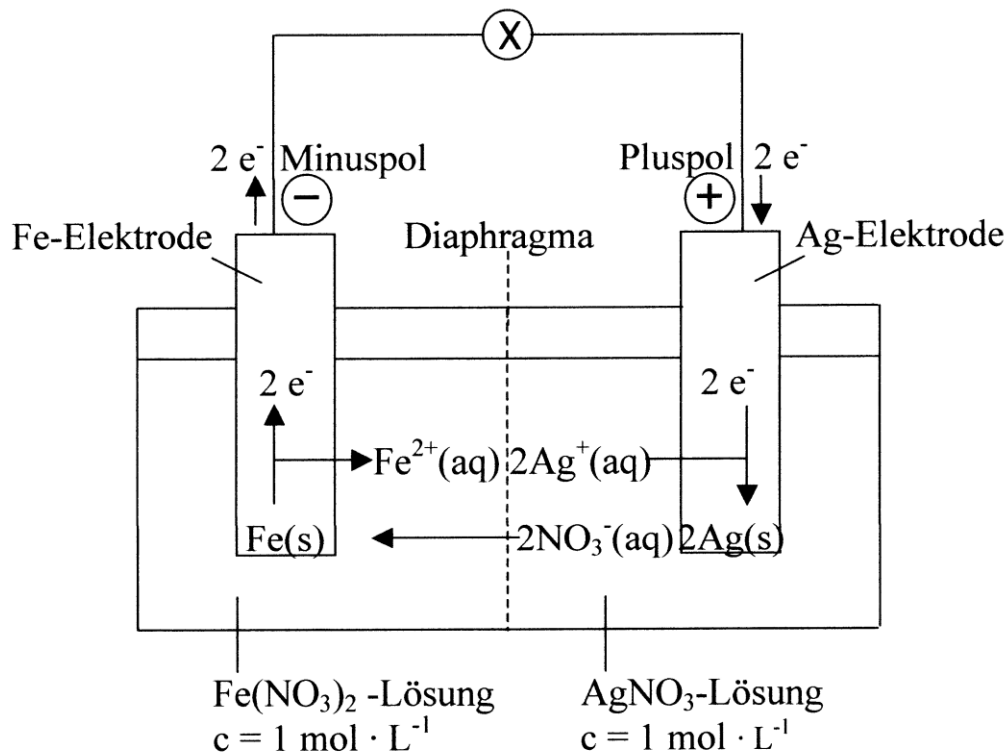 X
2 e⁻ Minuspol Pluspol 2 e⁻
− +
Fe-Elektrode Diaphragma Ag-Elektrode
2 e⁻ 2 e⁻
Fe²⁺(aq) 2Ag⁺(aq)
Fe(s) 2NO₃⁻(aq) 2Ag(s)
Fe(NO₃)₂ -Lösung AgNO₃-Lösung
c = 1 mol · L⁻¹ c = 1 mol · L⁻¹